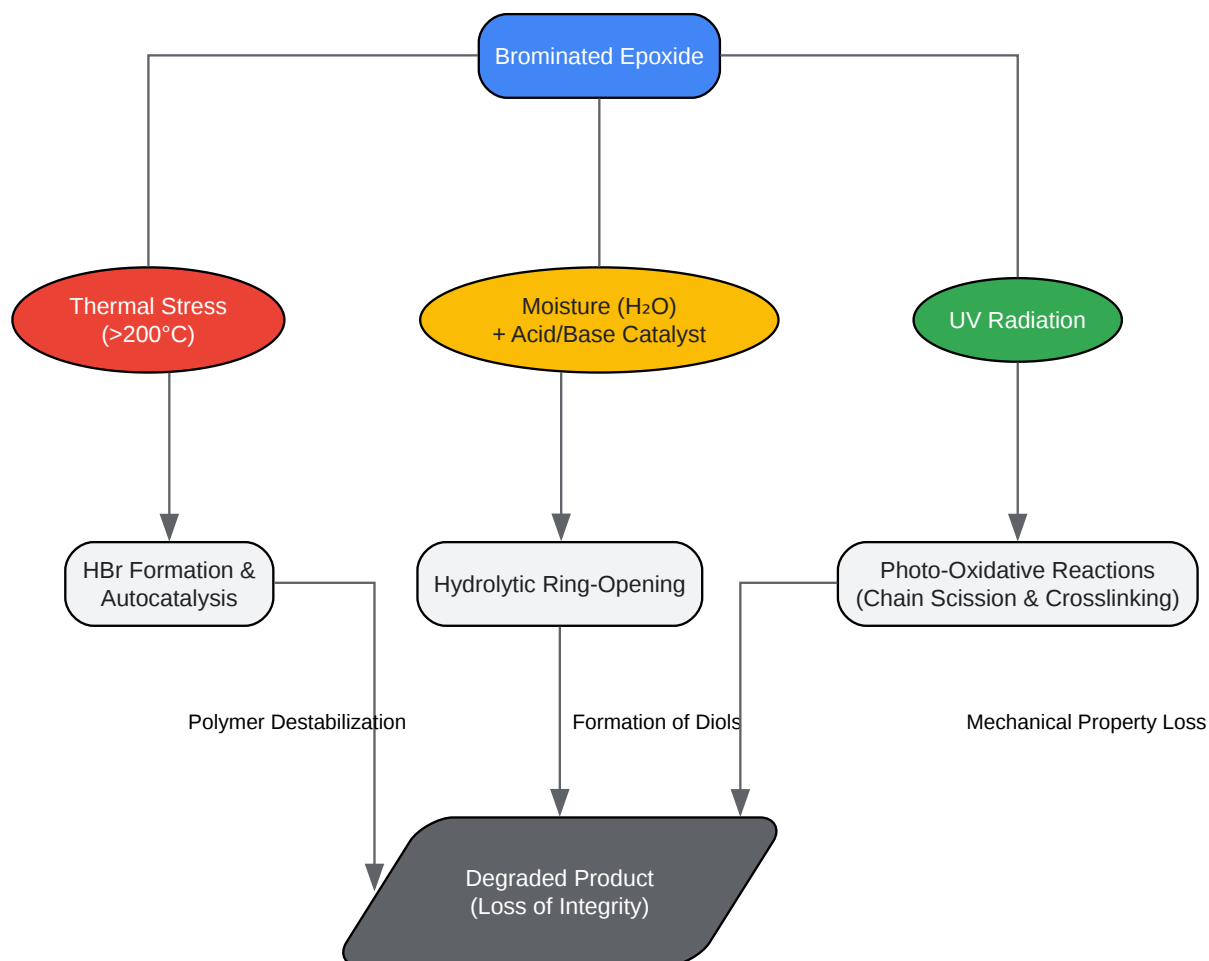 Brominated Epoxide
Thermal Stress
(>200°C)
Moisture (H₂O)
+ Acid/Base Catalyst
UV Radiation
HBr Formation &
Autocatalysis
Hydrolytic Ring-Opening
Photo-Oxidative Reactions
(Chain Scission & Crosslinking)
Polymer Destabilization
Formation of Diols
Mechanical Property Loss
Degraded Product
(Loss of Integrity)